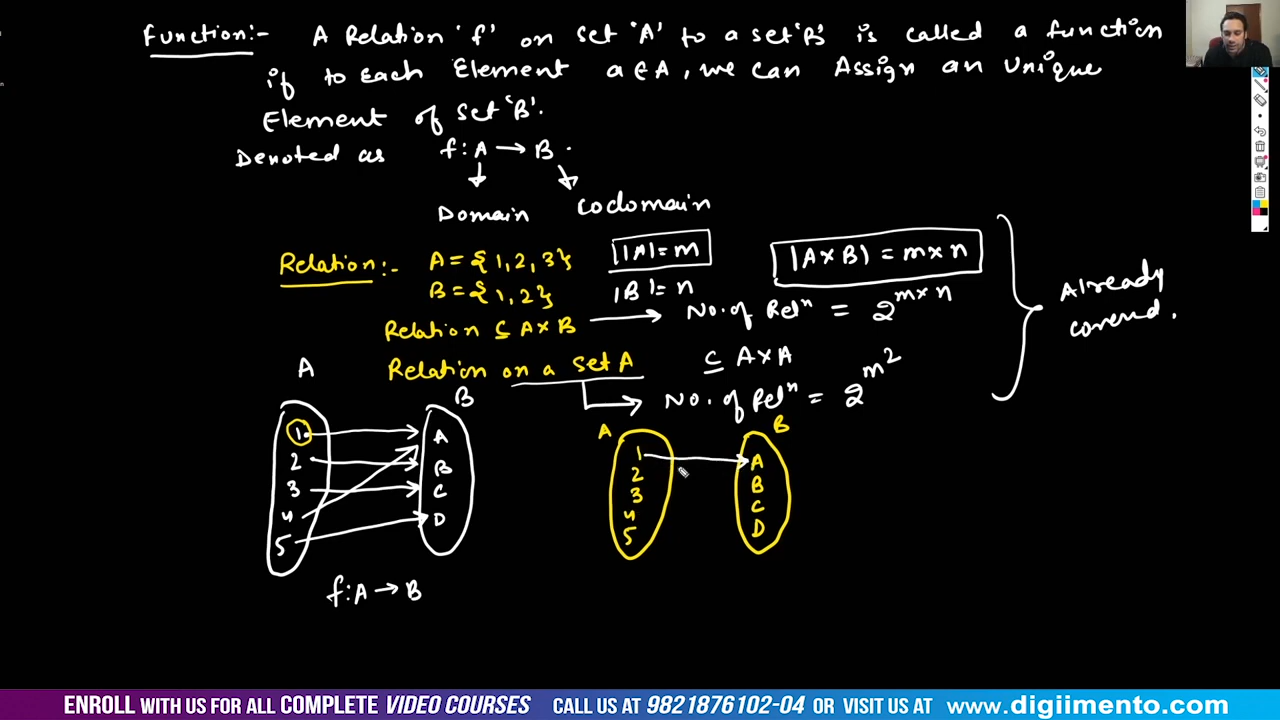 Function:- A Relation 'f' on set 'A' to a set 'B' is called a function
if to Each Element a∈A, we can Assign an Unique
Element of Set 'B'.
Denoted as f: A → B.
Domain Codomain
Relation:- A = {1, 2, 3} |A| = m |A×B| = m×n
B = {1, 2} |B| = n
Relation ⊆ A×B → No. of Relⁿ = 2^{m×n}
Already
covered.
Relation on a set A ⊆ A×A
No. of Relⁿ = 2^{m^2}
A B
1 A
2 B
3 C
4 D
5
f: A → B
A B
1 A
2 B
3 C
4 D
5
ENROLL WITH US FOR ALL COMPLETE VIDEO COURSES CALL US AT 9821876102-04 OR VISIT US AT www.digiimento.com